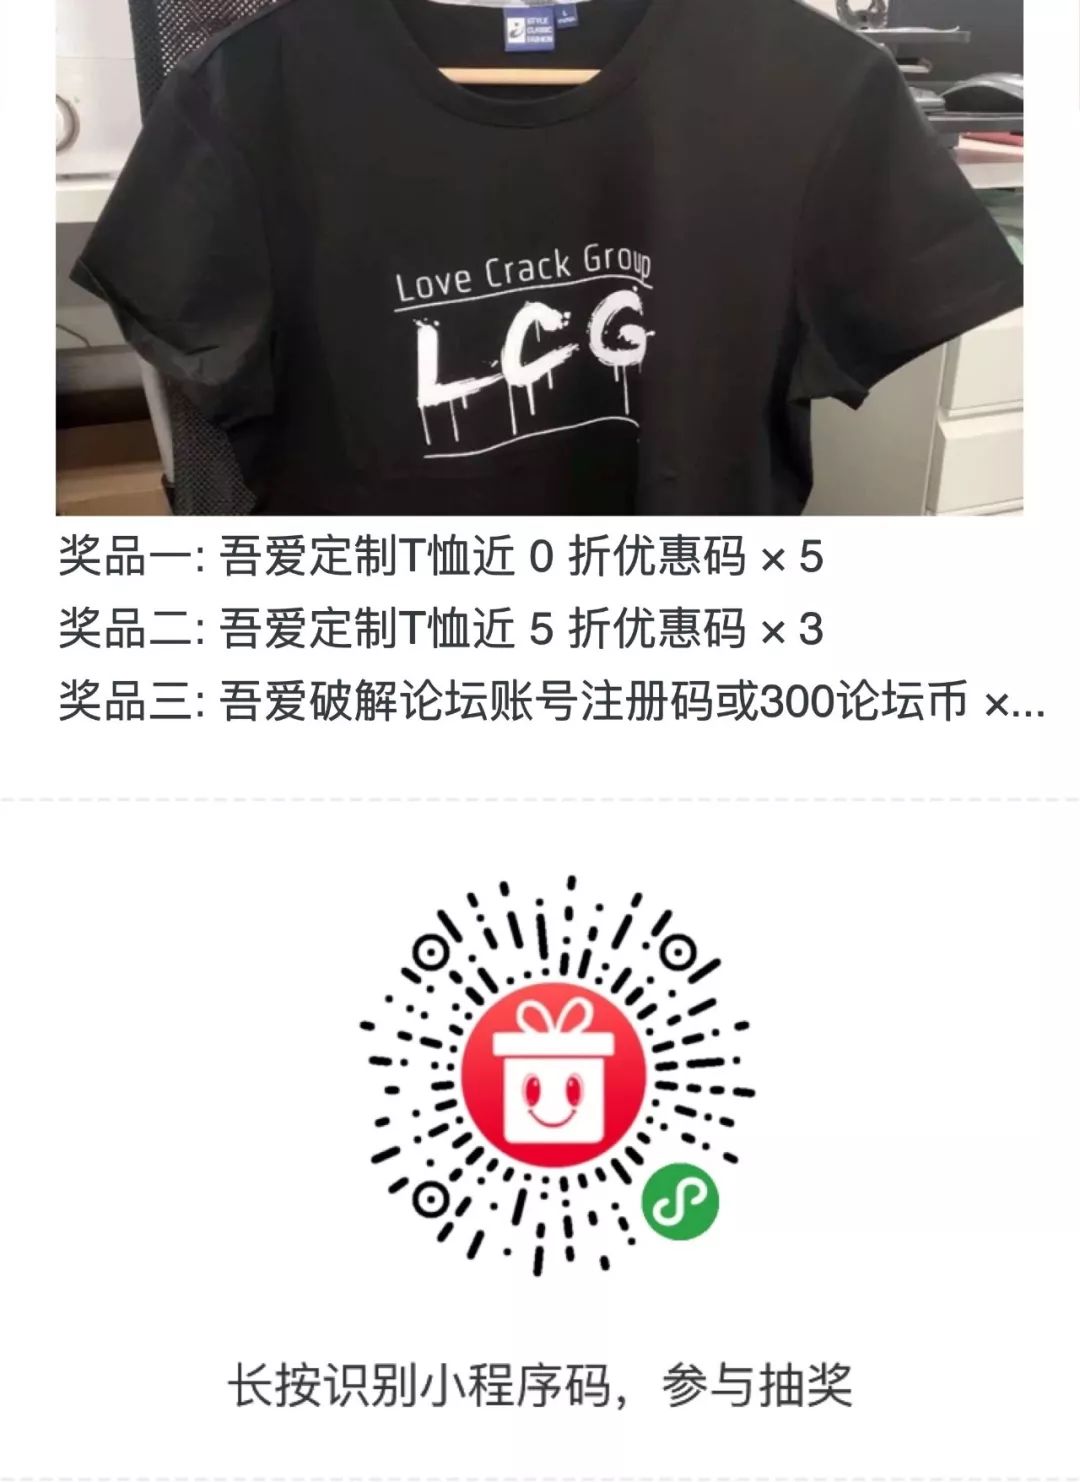 STYLE
CLASSIC
FASHION
L
Love Crack Group
LCG
奖品一: 吾爱定制T恤近 0 折优惠码 × 5
奖品二: 吾爱定制T恤近 5 折优惠码 × 3
奖品三: 吾爱破解论坛账号注册码或300论坛币 ×...
长按识别小程序码，参与抽奖